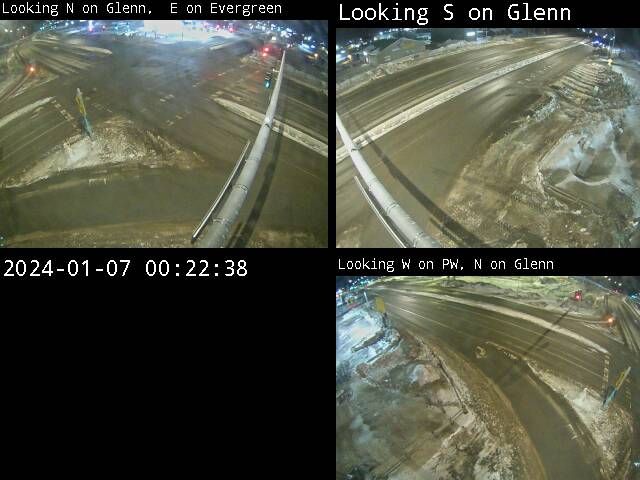 Looking N on Glenn,  E on Evergreen
Looking S on Glenn
2024-01-07 00:22:38
Looking W on PW, N on Glenn